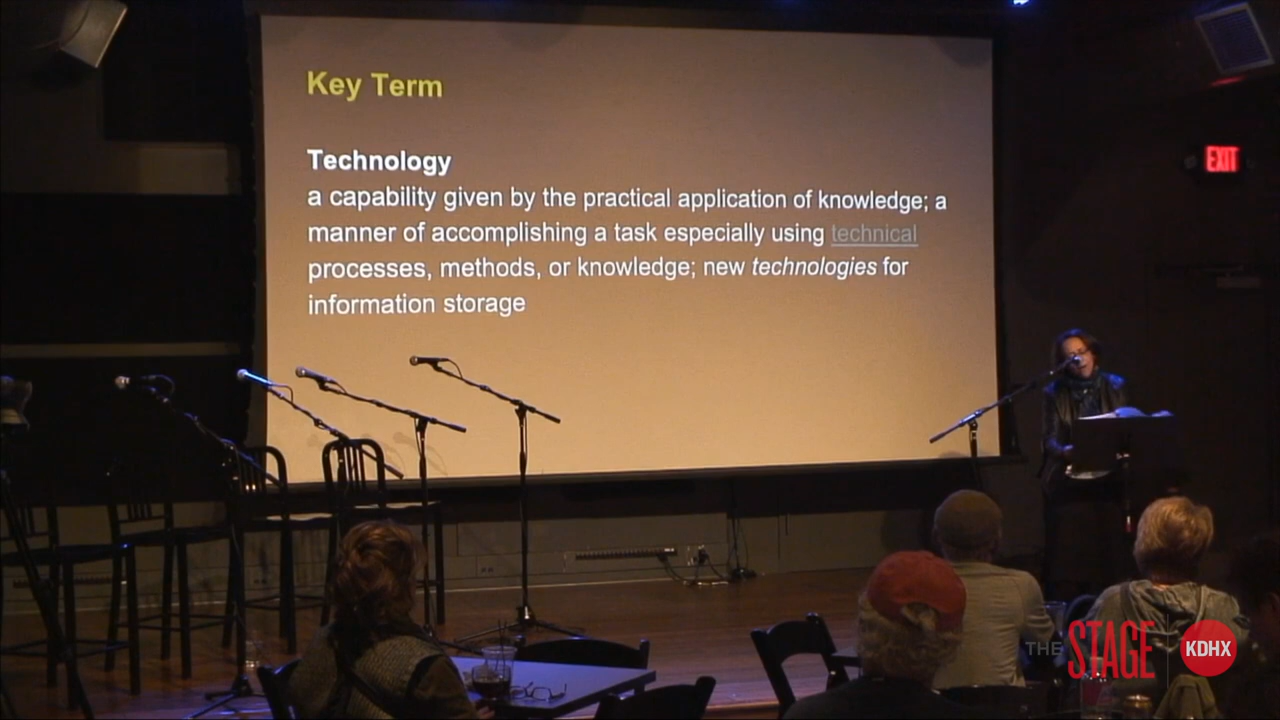 Key Term
Technology
a capability given by the practical application of knowledge; a
manner of accomplishing a task especially using technical
processes, methods, or knowledge; new technologies for
information storage
EXIT
THE STAGE KDHX